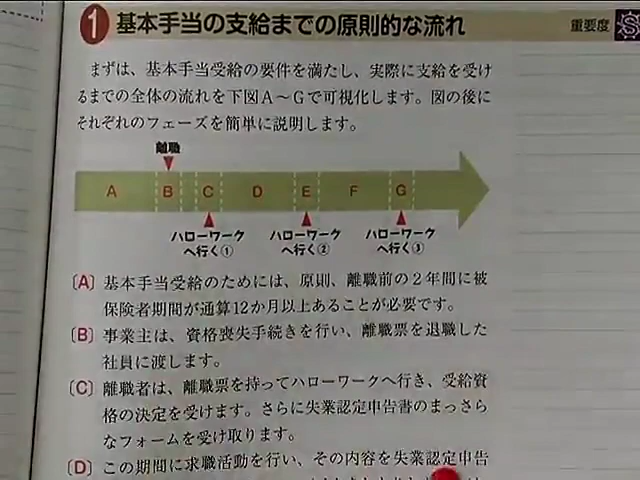 1 基本手当の支給までの原則的な流れ
重要度 S
まずは、基本手当受給の要件を満たし、実際に支給を受け
るまでの全体の流れを下図A〜Gで可視化します。図の後に
それぞれのフェーズを簡単に説明します。
離職
A B C D E F G
ハローワーク ハローワーク ハローワーク
へ行く① へ行く② へ行く③
〔A〕 基本手当受給のためには、原則、離職前の2年間に被
保険者期間が通算12か月以上あることが必要です。
〔B〕 事業主は、資格喪失手続きを行い、離職票を退職した
社員に渡します。
〔C〕 離職者は、離職票を持ってハローワークへ行き、受給資
格の決定を受けます。さらに失業認定申告書のまっさら
なフォームを受け取ります。
〔D〕 この期間に求職活動を行い、その内容を失業認定申告